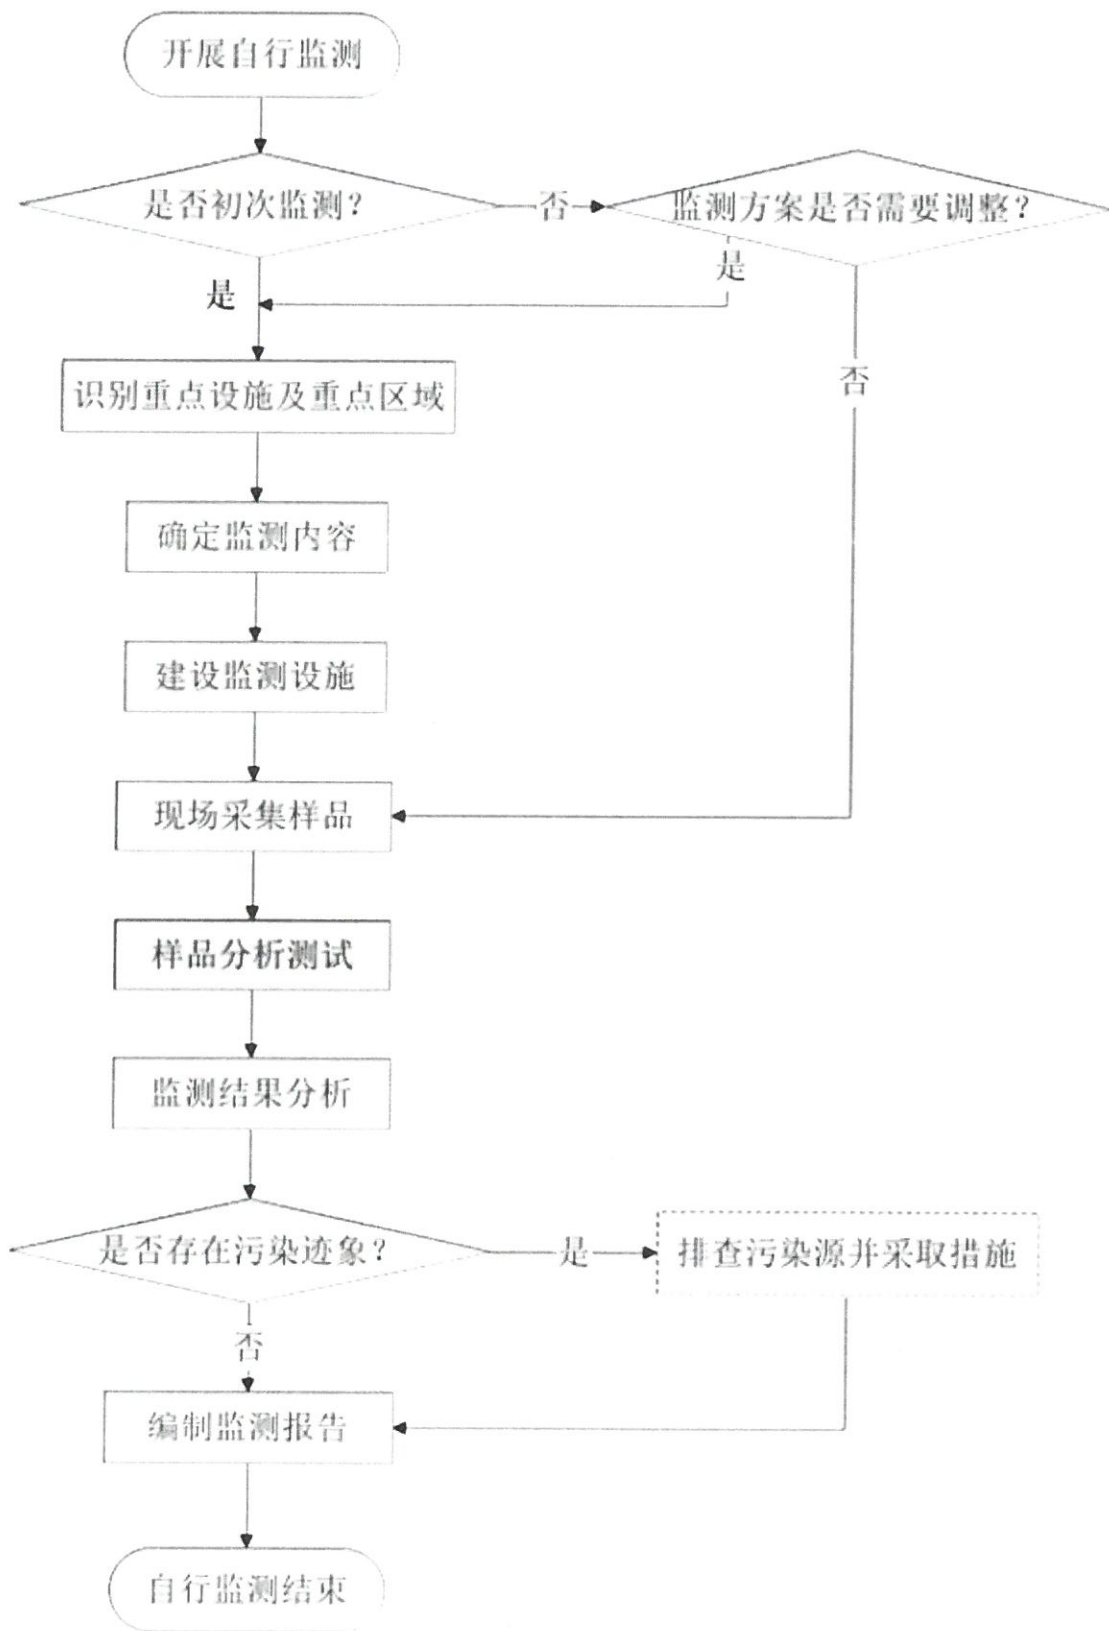 开展自行监测
是否初次监测？
否
监测方案是否需要调整？
是
是
识别重点设施及重点区域
否
确定监测内容
建设监测设施
现场采集样品
样品分析测试
监测结果分析
是否存在污染迹象？
是
排查污染源并采取措施
否
编制监测报告
自行监测结束